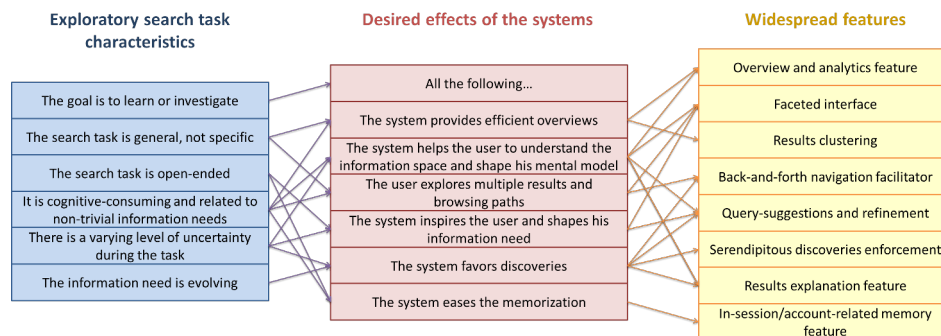 Exploratory search task
characteristics
Desired effects of the systems
Widespread features
The goal is to learn or investigate
The search task is general, not specific
The search task is open-ended
It is cognitive-consuming and related to
non-trivial information needs
There is a varying level of uncertainty
during the task
The information need is evolving
All the following...
The system provides efficient overviews
The system helps the user to understand the
information space and shape his mental model
The user explores multiple results and
browsing paths
The system inspires the user and shapes his
information need
The system favors discoveries
The system eases the memorization
Overview and analytics feature
Faceted interface
Results clustering
Back-and-forth navigation facilitator
Query-suggestions and refinement
Serendipitous discoveries enforcement
Results explanation feature
In-session/account-related memory
feature